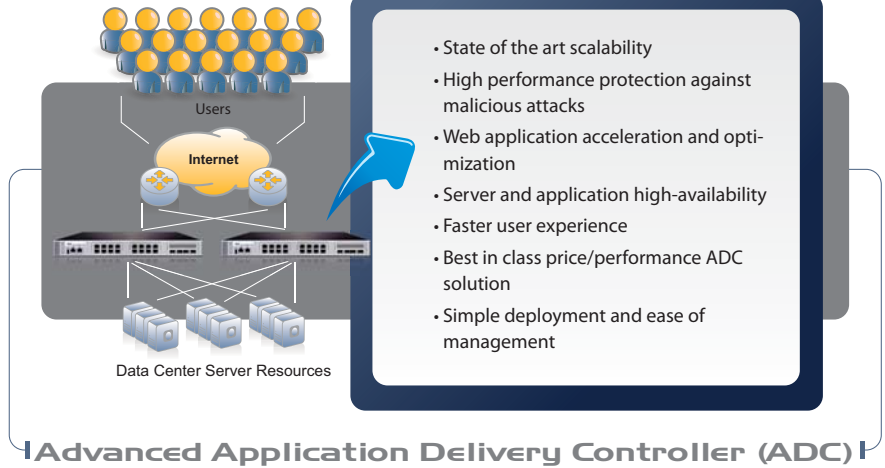 Users
Internet
Data Center Server Resources
• State of the art scalability
• High performance protection against
malicious attacks
• Web application acceleration and opti-
mization
• Server and application high-availability
• Faster user experience
• Best in class price/performance ADC
solution
• Simple deployment and ease of
management
Advanced Application Delivery Controller (ADC)